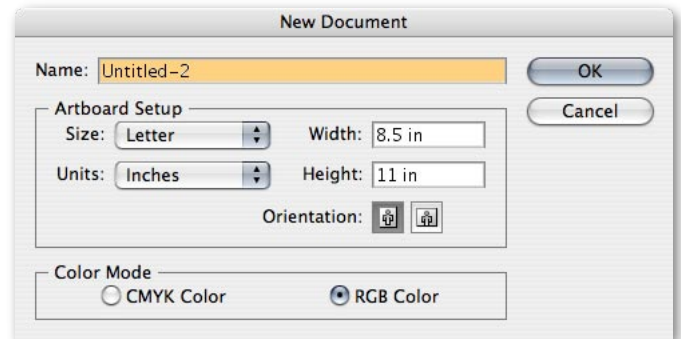 New Document
Name: Untitled-2
OK
Artboard Setup
Cancel
Size: Letter
Width: 8.5 in
Units: Inches
Height: 11 in
Orientation:
Color Mode
CMYK Color
RGB Color